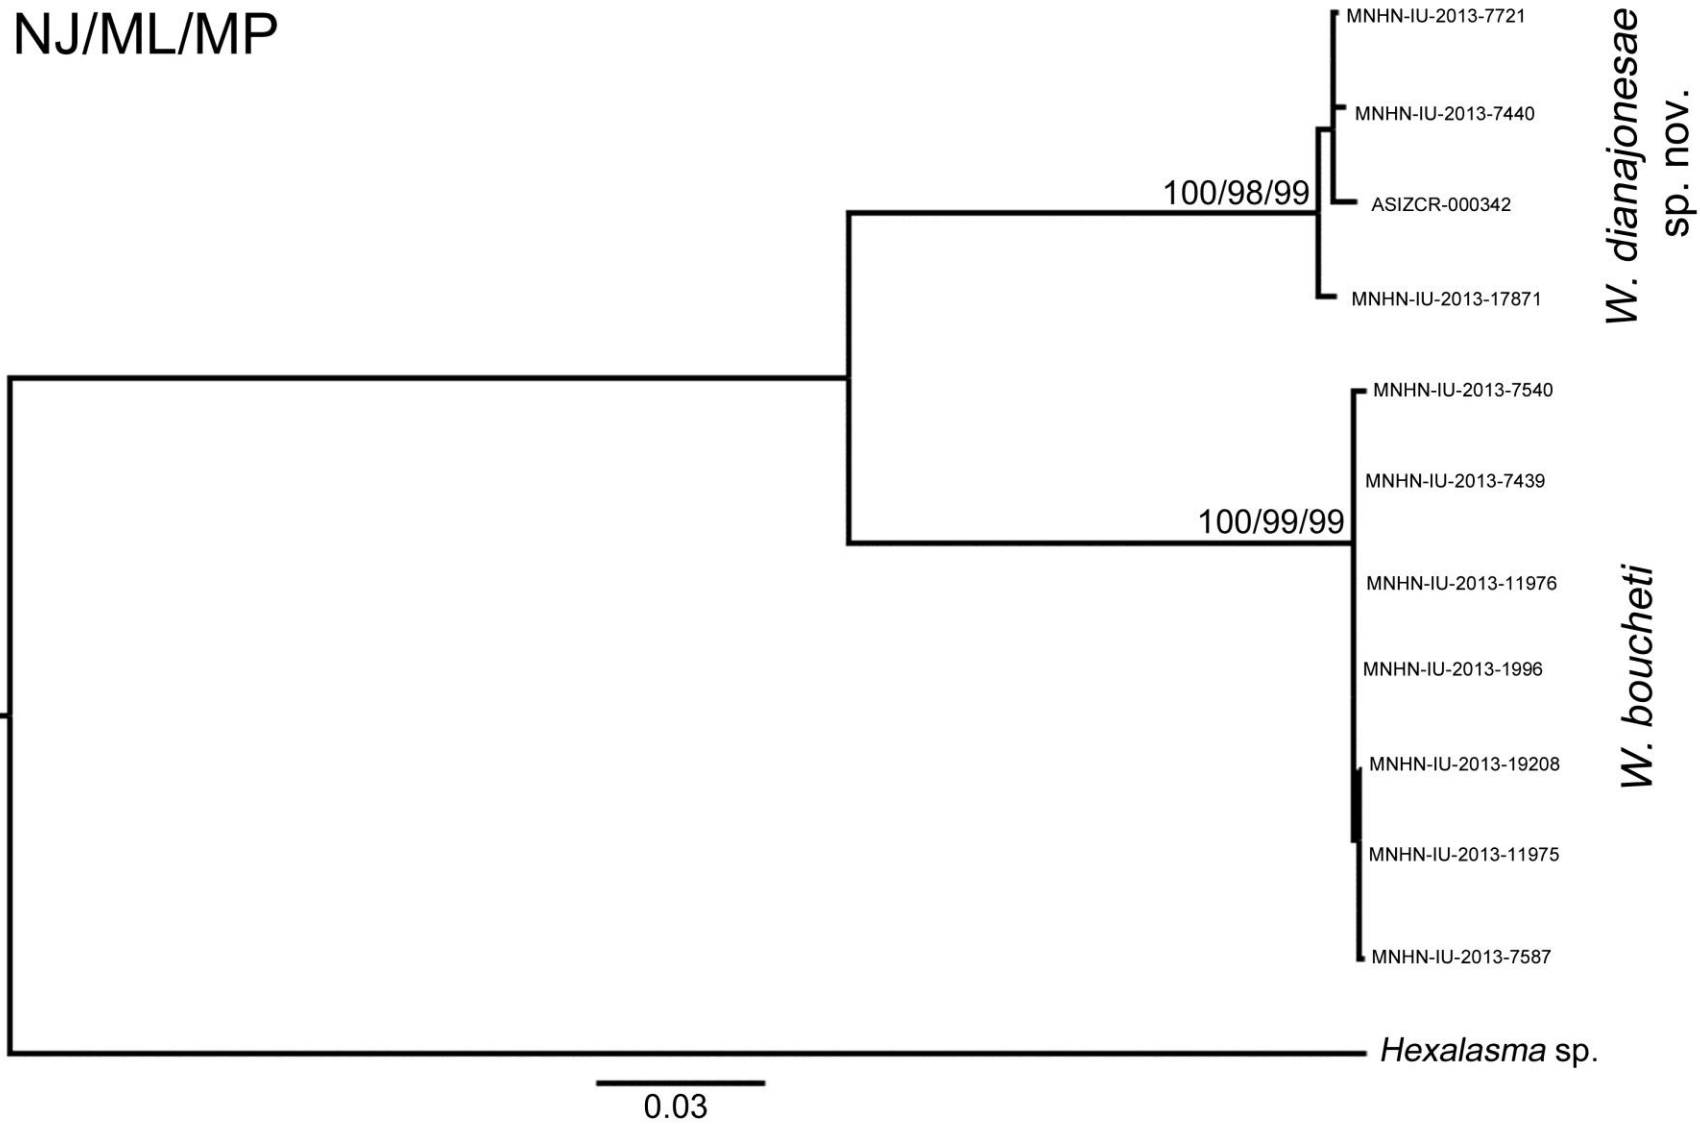 NJ/ML/MP
MNHN-IU-2013-7721
MNHN-IU-2013-7440
100/98/99
ASIZCR-000342
MNHN-IU-2013-17871
W. dianajonesae
sp. nov.
MNHN-IU-2013-7540
MNHN-IU-2013-7439
100/99/99
MNHN-IU-2013-11976
MNHN-IU-2013-1996
MNHN-IU-2013-19208
MNHN-IU-2013-11975
MNHN-IU-2013-7587
W. boucheti
Hexalasma sp.
0.03